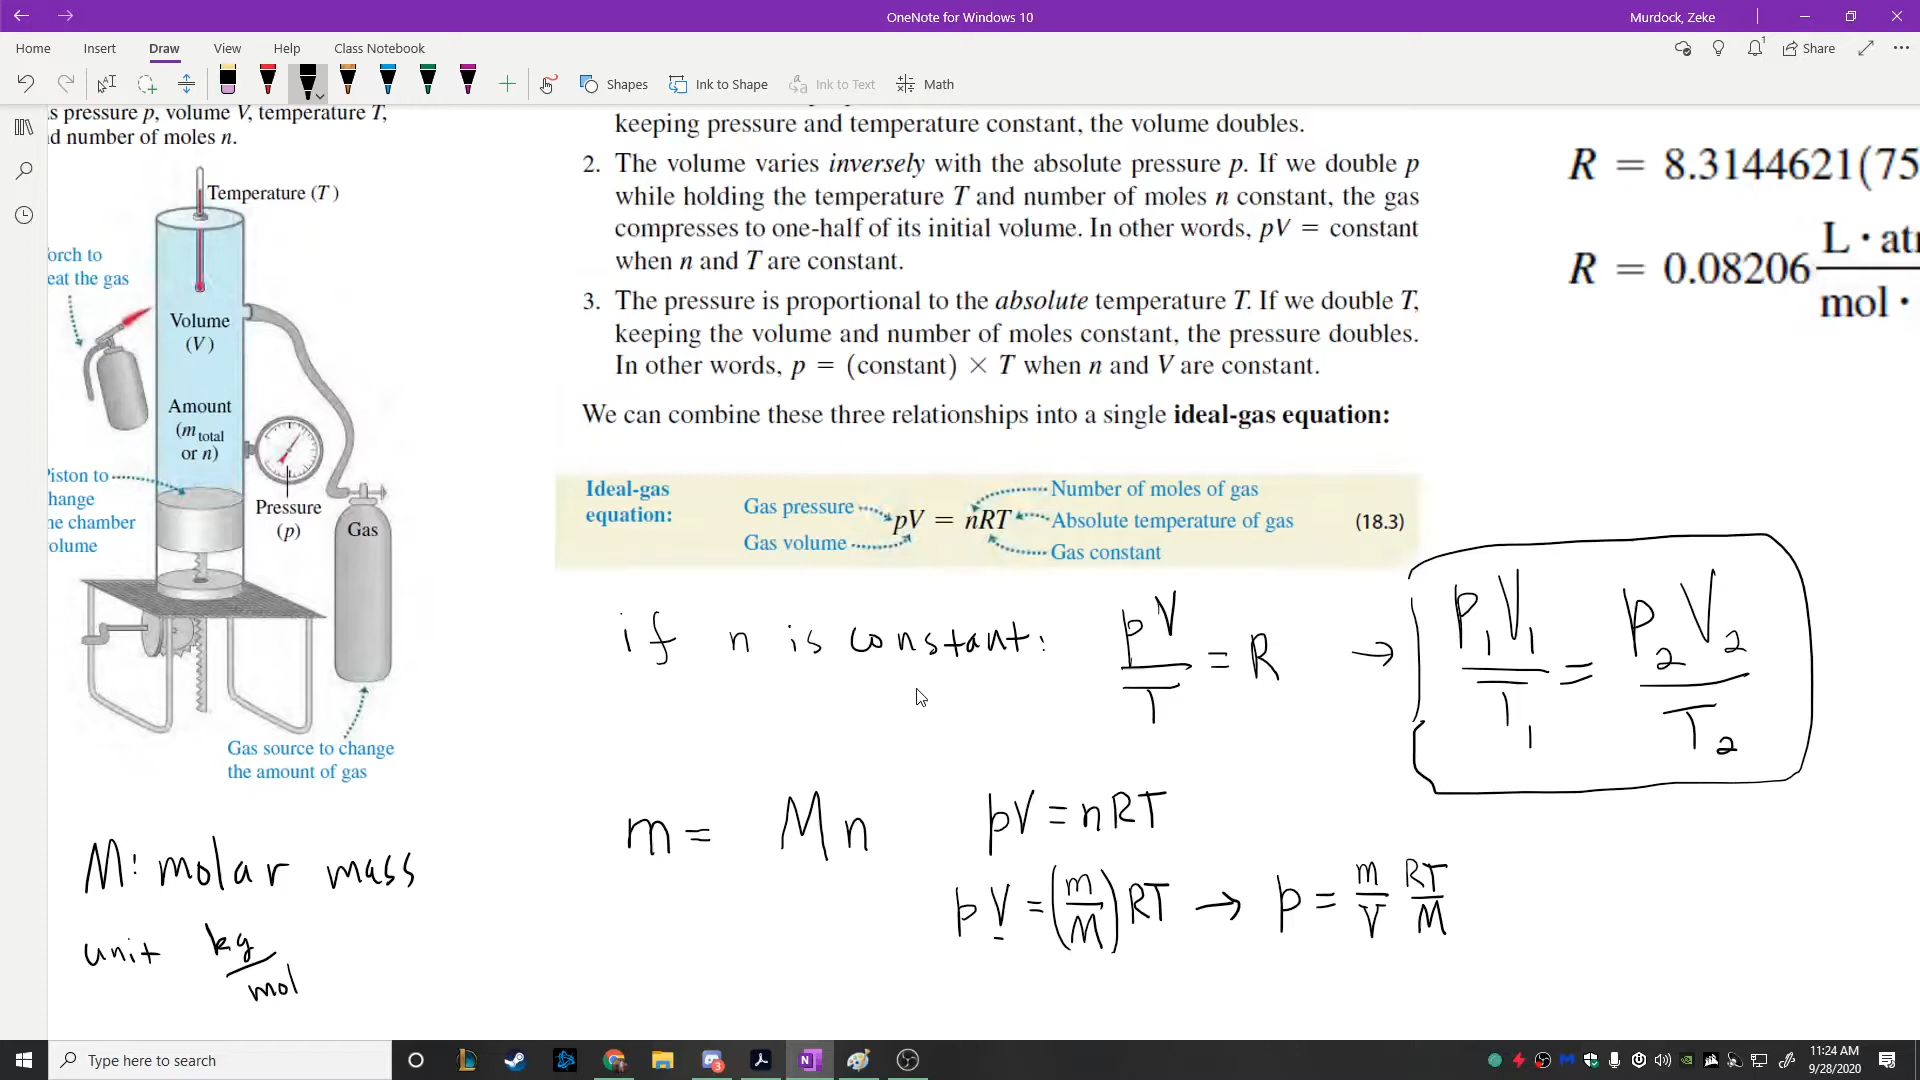 OneNote for Windows 10
Murdock, Zeke
Home Insert Draw View Help Class Notebook
Share
Shapes Ink to Shape Ink to Text Math
s pressure p, volume V, temperature T,
d number of moles n.
Temperature (T)
orch to
eat the gas
Volume
(V)
Amount
(m total
or n)
Piston to
hange
ne chamber
olume
Pressure
(p)
Gas
Gas source to change
the amount of gas
M: molar mass
unit kg/mol
keeping pressure and temperature constant, the volume doubles.
2. The volume varies inversely with the absolute pressure p. If we double p
while holding the temperature T and number of moles n constant, the gas
compresses to one-half of its initial volume. In other words, pV = constant
when n and T are constant.
3. The pressure is proportional to the absolute temperature T. If we double T,
keeping the volume and number of moles constant, the pressure doubles.
In other words, p = (constant) × T when n and V are constant.
We can combine these three relationships into a single ideal-gas equation:
Ideal-gas
equation:
Gas pressure
Gas volume
pV = nRT
Number of moles of gas
Absolute temperature of gas
Gas constant
(18.3)
if n is constant: pV/T = R → P₁V₁/T₁ = P₂V₂/T₂
m = Mn pV = nRT
pV = (m/M) RT → p = m/V RT/M
R = 8.3144621(75
R = 0.08206 L · at
mol ·
Type here to search
3
11:24 AM
9/28/2020